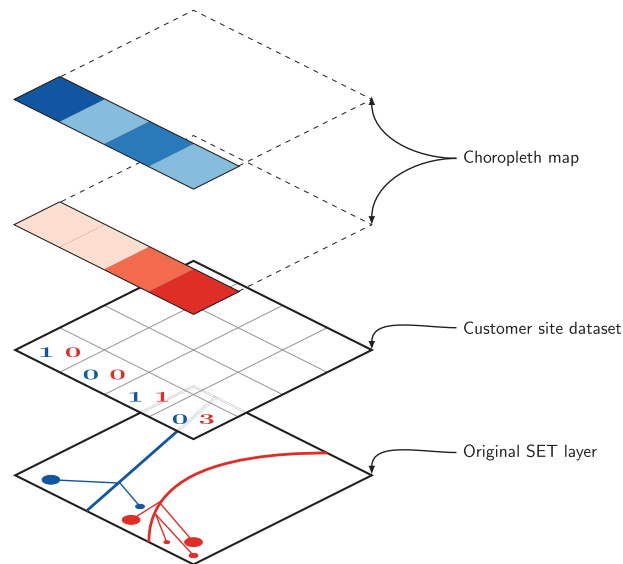 Choropleth map
Customer site dataset
1 0
0 0
1 1
0 3
Original SET layer